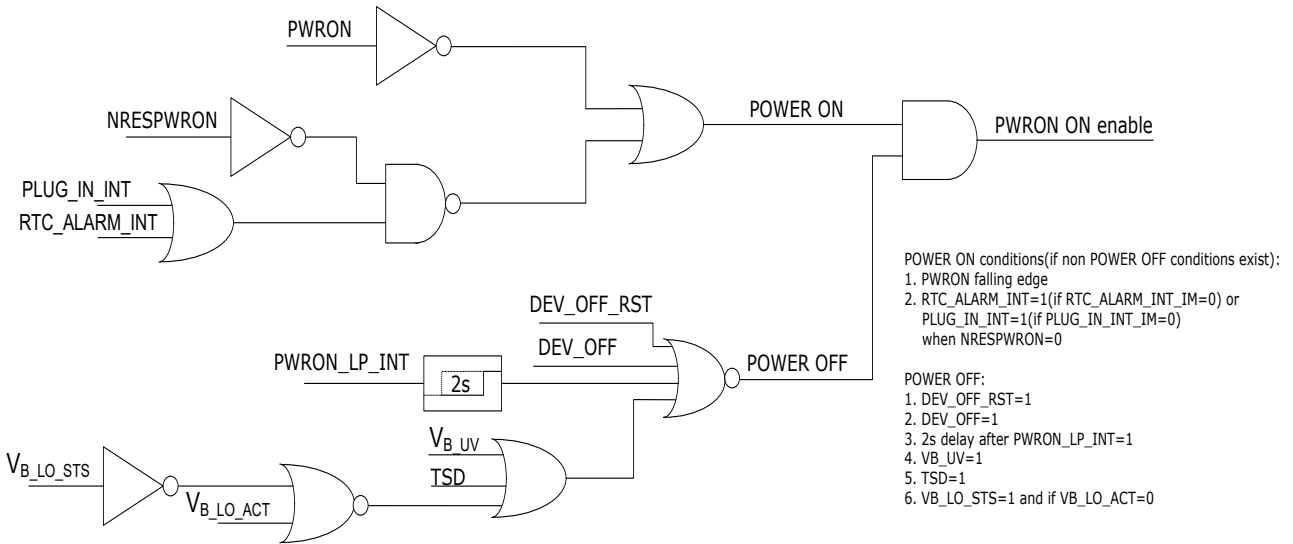 PWRON
NRESPWRON
POWER ON
PWRON ON enable
PLUG_IN_INT
RTC_ALARM_INT
DEV_OFF_RST
DEV_OFF
PWRON_LP_INT
2s
POWER OFF
VB_UV
TSD
VB_LO_STS
VB_LO_ACT
POWER ON conditions(if non POWER OFF conditions exist):
1. PWRON falling edge
2. RTC_ALARM_INT=1(if RTC_ALARM_INT_IM=0) or
PLUG_IN_INT=1(if PLUG_IN_INT_IM=0)
when NRESPWRON=0
POWER OFF:
1. DEV_OFF_RST=1
2. DEV_OFF=1
3. 2s delay after PWRON_LP_INT=1
4. VB_UV=1
5. TSD=1
6. VB_LO_STS=1 and if VB_LO_ACT=0